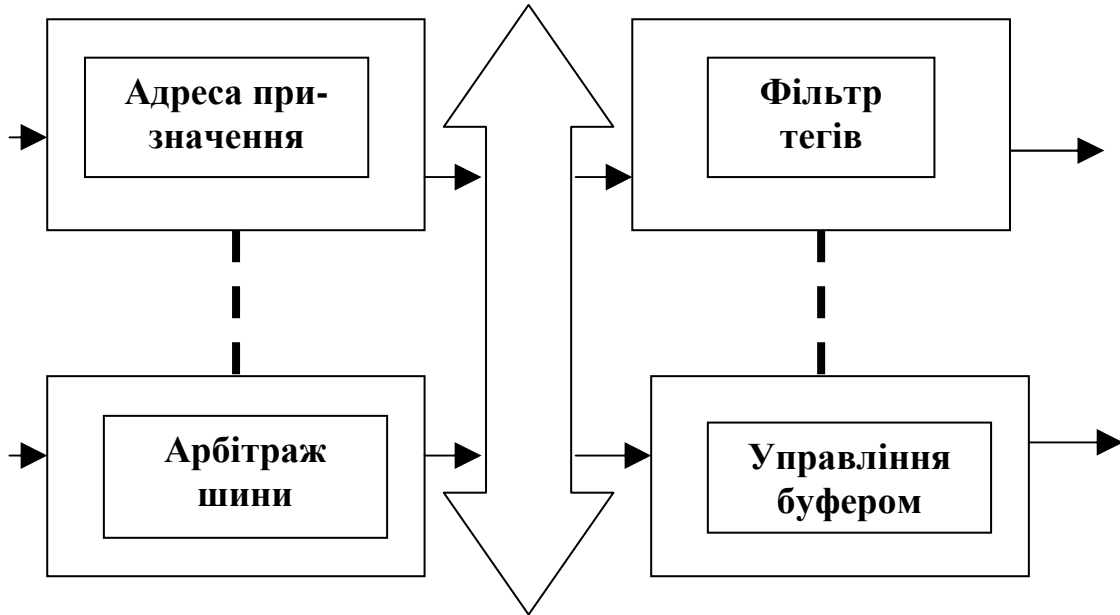 Адреса при-
значення
Фільтр
тегів
Арбітраж
шини
Управління
буфером